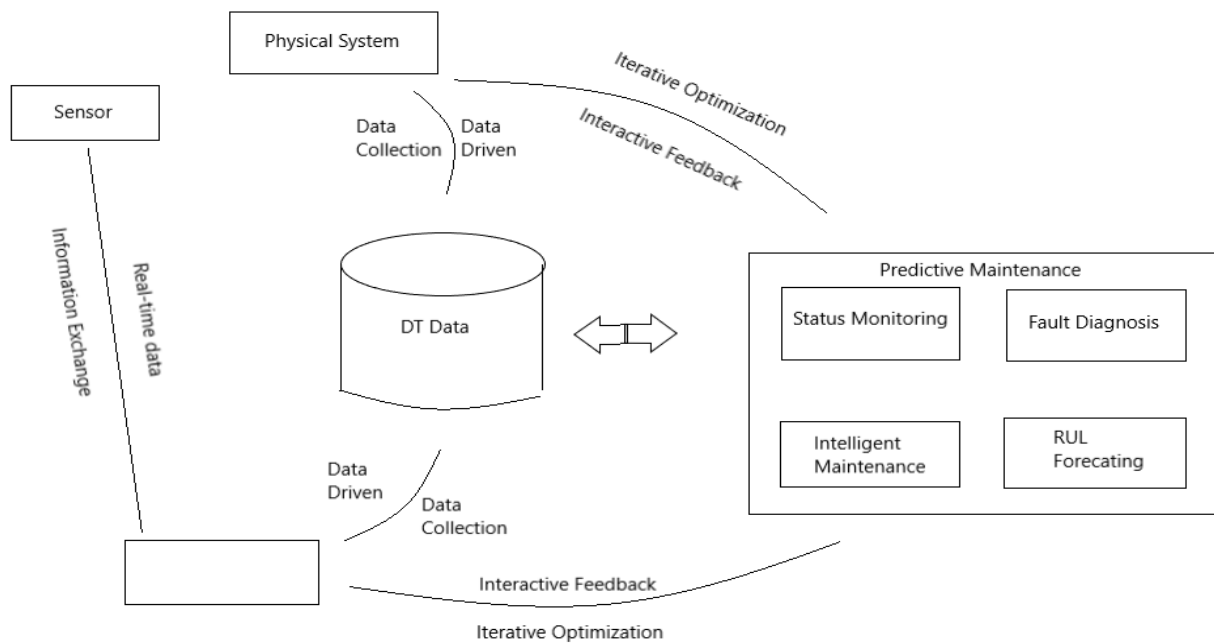 Physical System
Sensor
Iterative Optimization
Interactive Feedback
Data
Collection
Data
Driven
Information Exchange
Real-time data
DT Data
Predictive Maintenance
Status Monitoring
Fault Diagnosis
Intelligent
Maintenance
RUL
Forecating
Data
Driven
Data
Collection
Interactive Feedback
Iterative Optimization